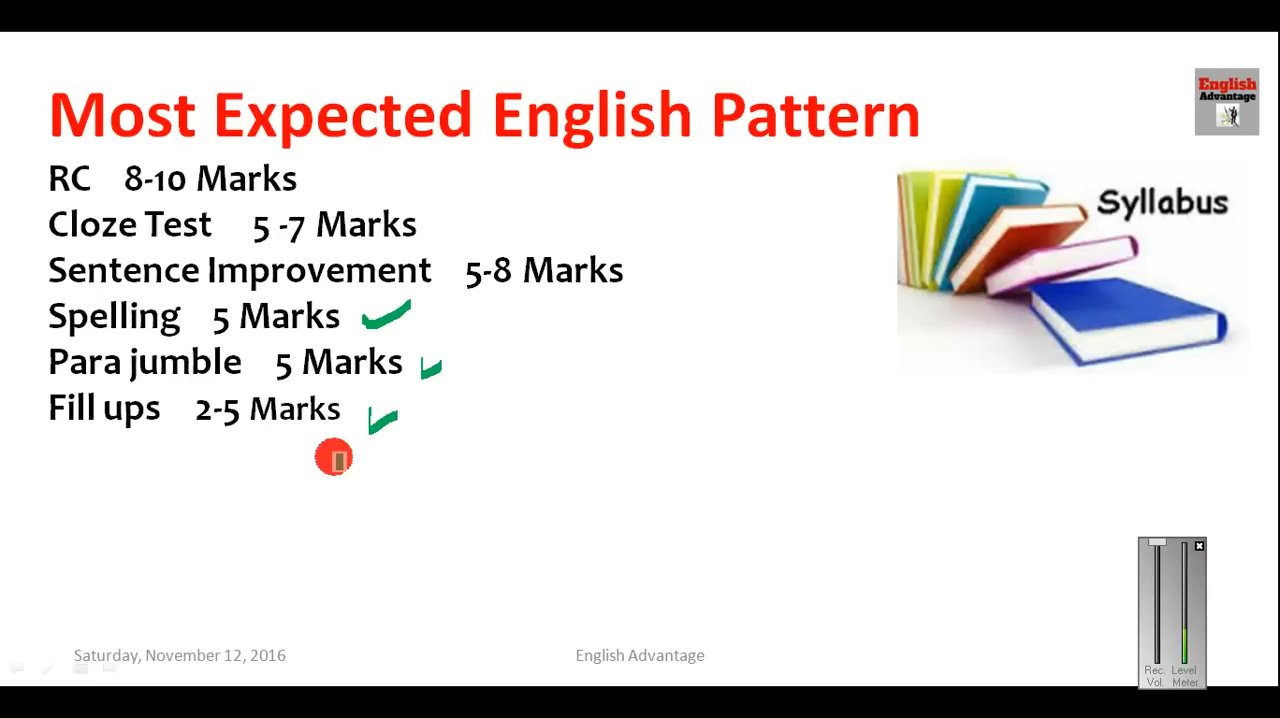 Most Expected English Pattern
English
Advantage
RC 8-10 Marks
Cloze Test 5 -7 Marks
Sentence Improvement 5-8 Marks
Spelling 5 Marks
Para jumble 5 Marks
Fill ups 2-5 Marks
Syllabus
Saturday, November 12, 2016
English Advantage
Rec. Level
Vol. Meter